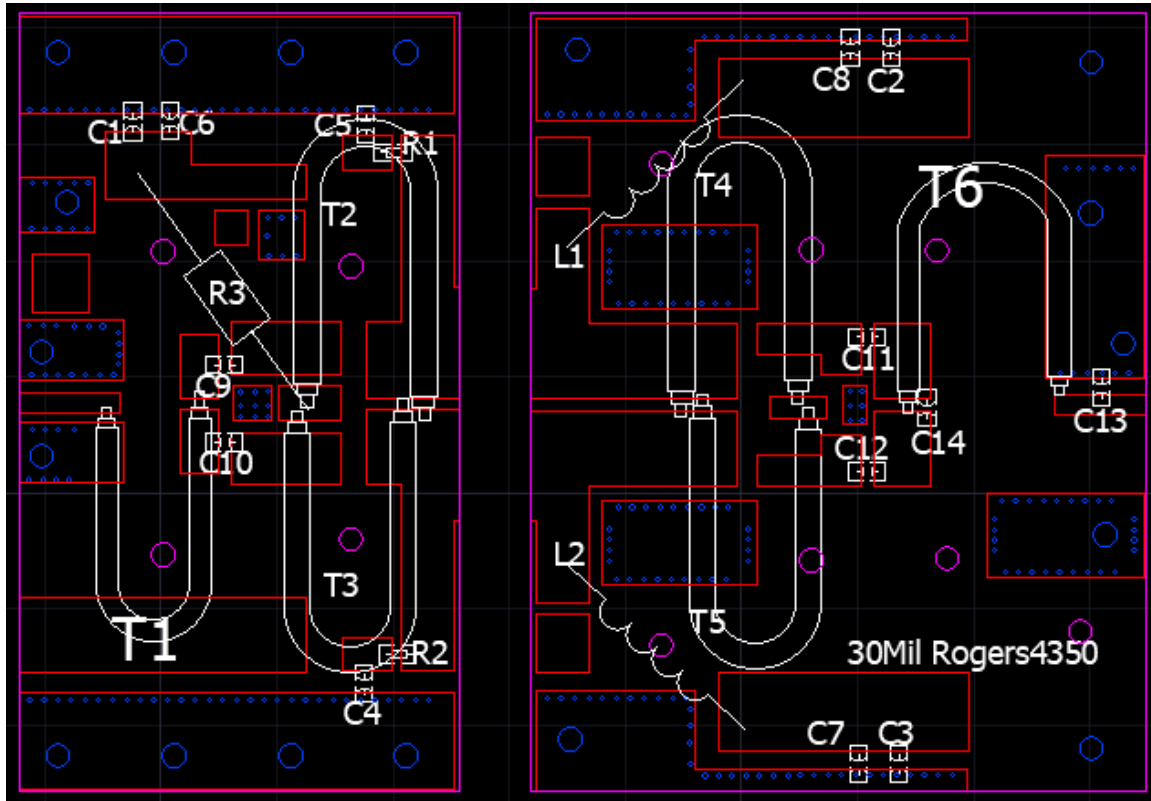 C8 C2
C1 C6 C5 R1
T2 T4 T6
L1
R3
C9 C11
C13
C10 C12 C14
L2
T3 T5
T1 R2 30Mil Rogers4350
C4 C7 C3